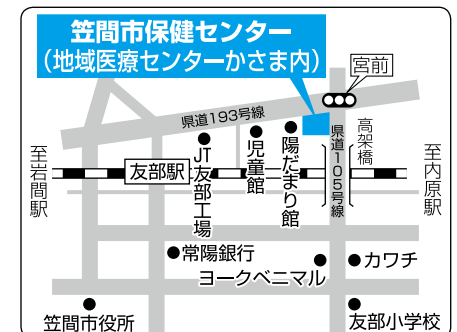 笠間市保健センター
(地域医療センターかさま内)
宮前
県道193号線
JT友部工場
児童館
陽だまり館
県道105号線
高架橋
至岩間駅
友部駅
至内原駅
常陽銀行
ヨークベニマル
カワチ
笠間市役所
友部小学校